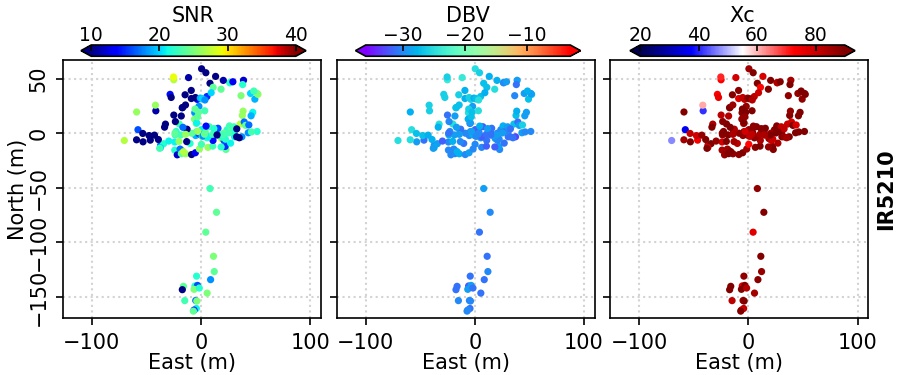 SNR DBV Xc
10 20 30 40 −30 −20 −10 20 40 60 80
50
0
−50
−100
−150
North (m)
−100 0 100 −100 0 100 −100 0 100
East (m) East (m) East (m)
IR5210